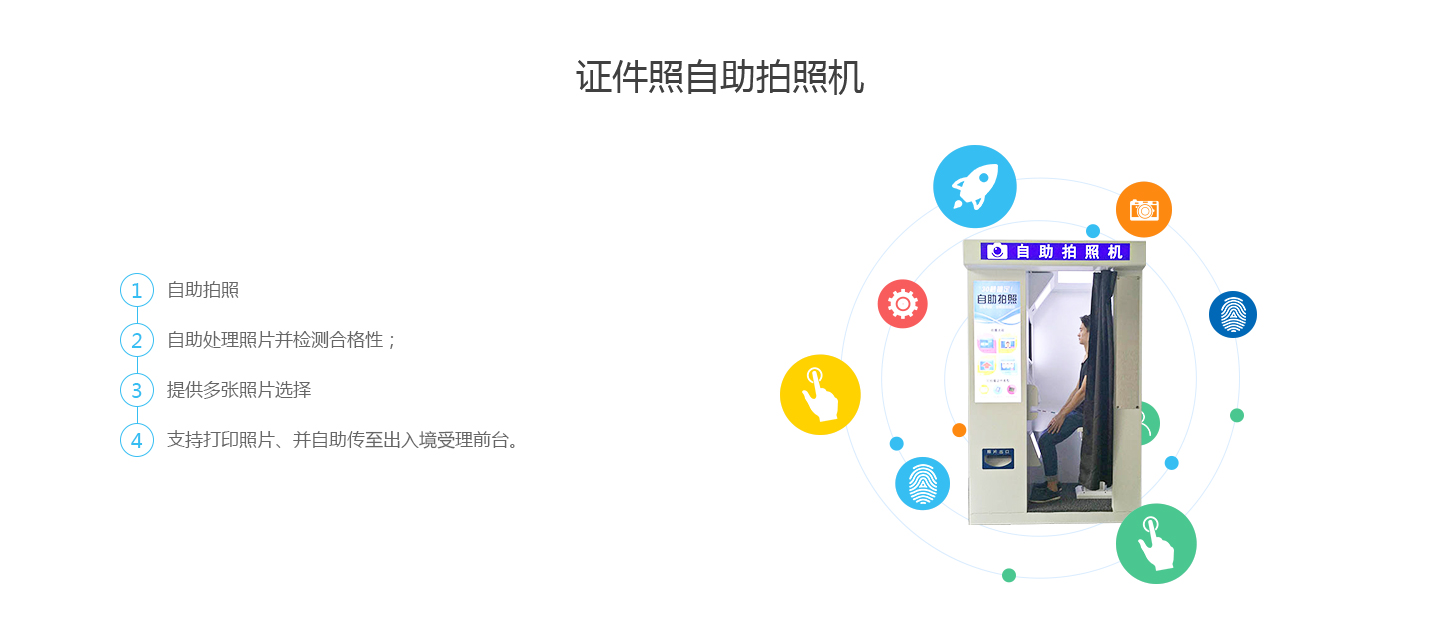 证件照自助拍照机
1 自助拍照
2 自助处理照片并检测合格性；
3 提供多张照片选择
4 支持打印照片、并自助传至出入境受理前台。
自助拍照机
自助拍照